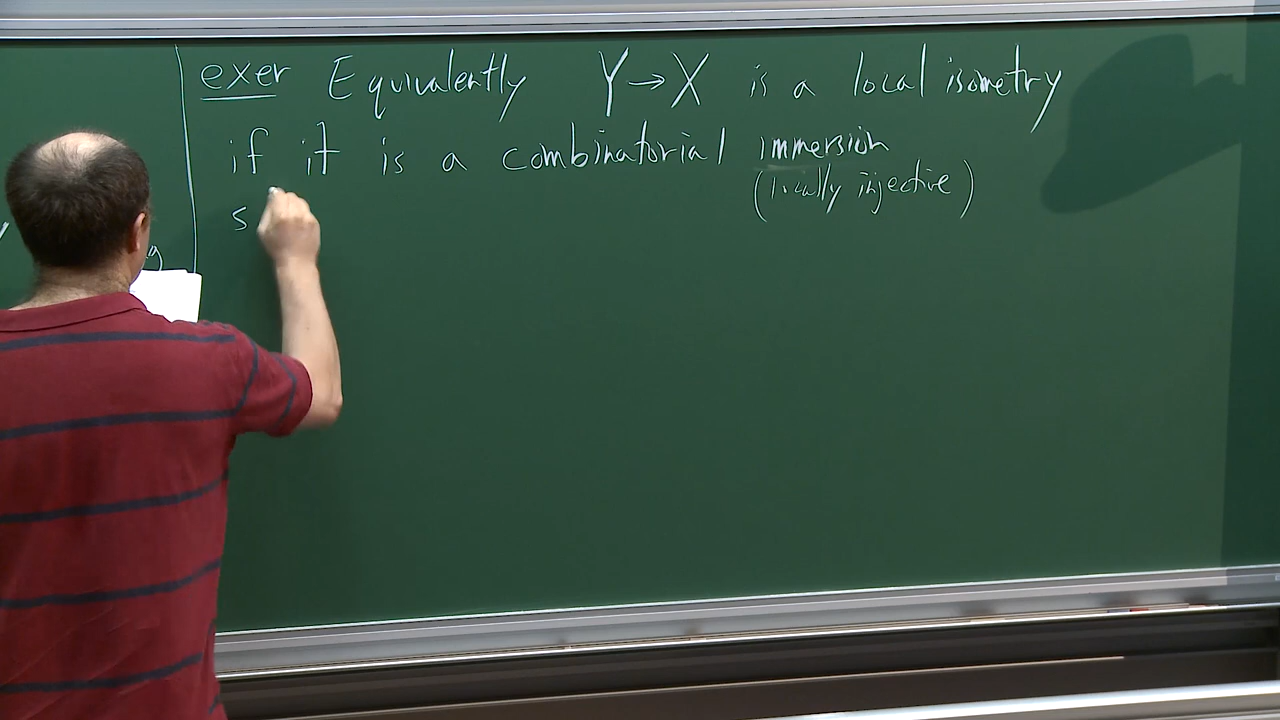 exer Equivalently Y→X is a local isometry
if it is a combinatorial immersion
(locally injective)
s